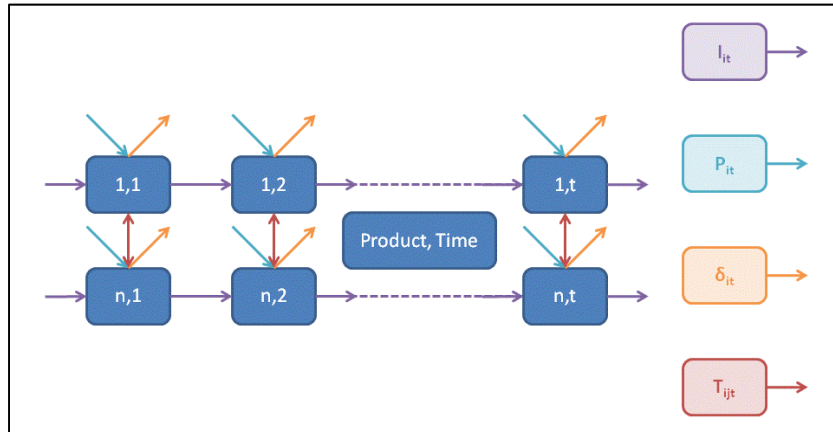 I_it
P_it
1,1 1,2 1,t
Product, Time
δ_it
n,1 n,2 n,t
T_ijt